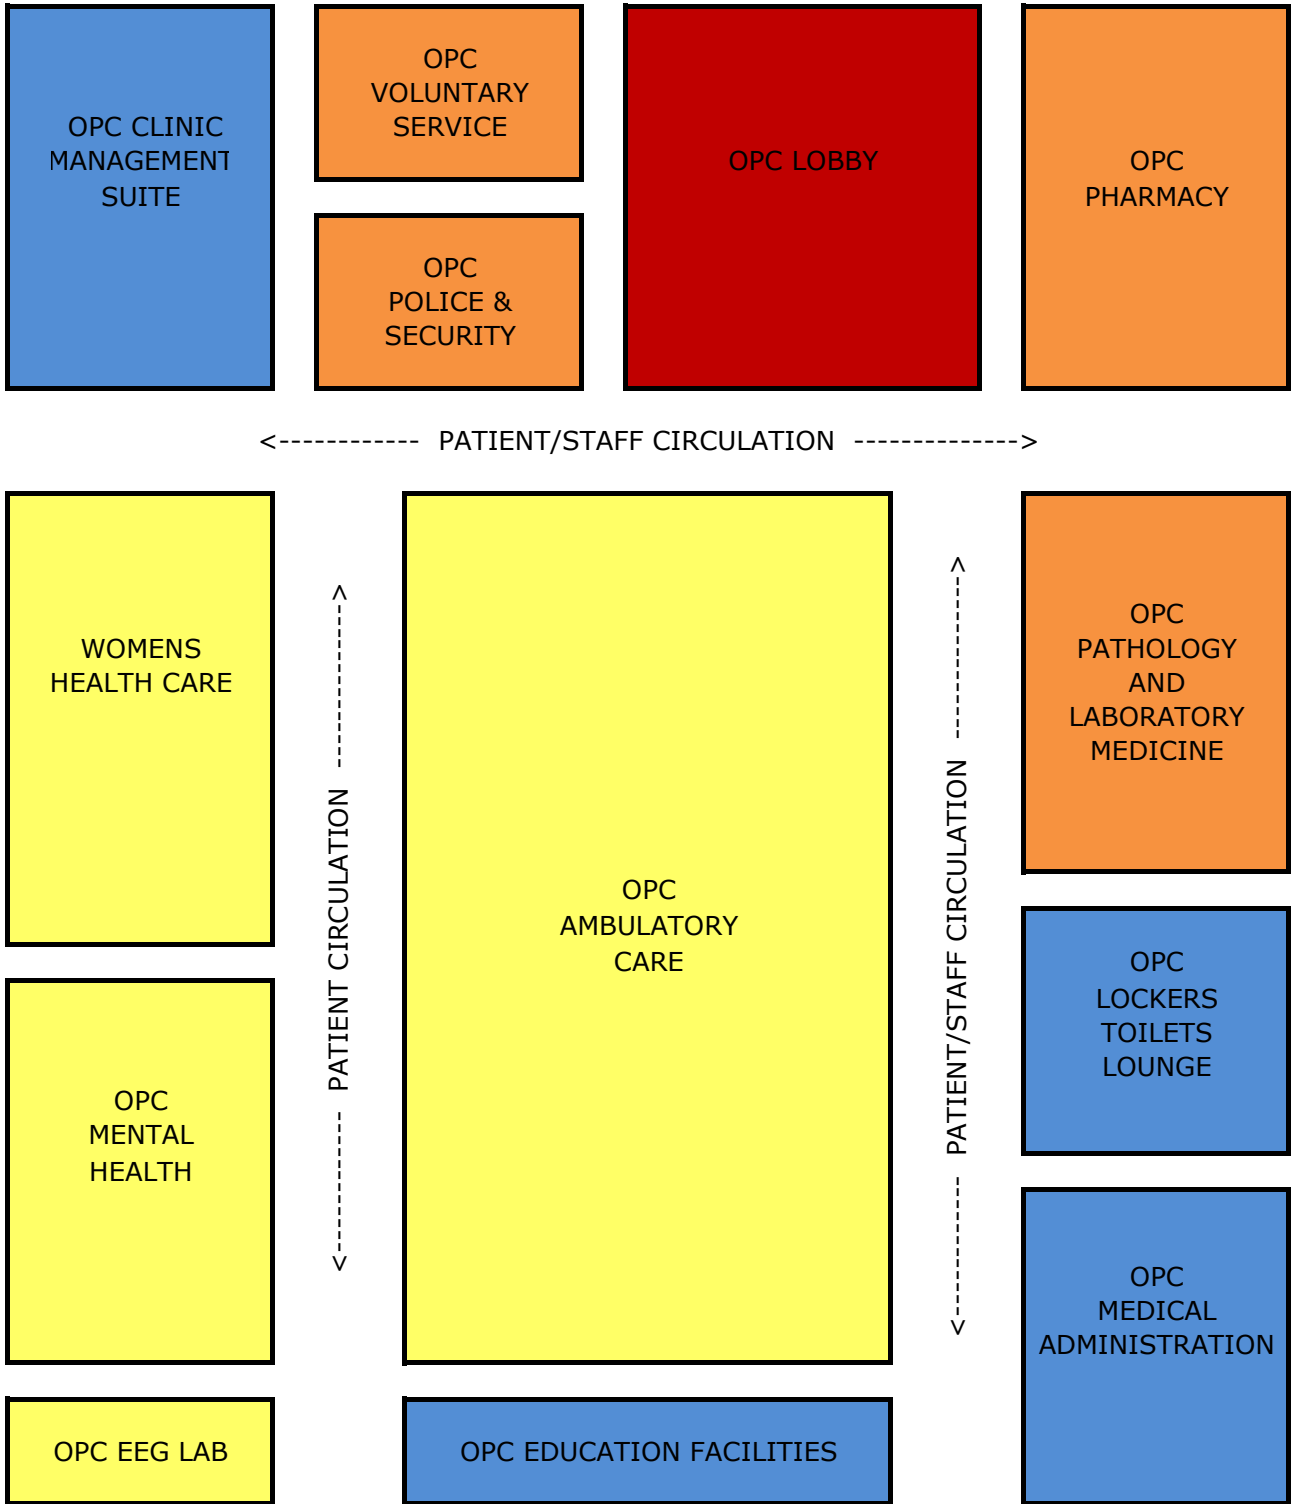 OPC CLINIC
MANAGEMENT
SUITE
OPC
VOLUNTARY
SERVICE
OPC
POLICE &
SECURITY
OPC LOBBY
OPC
PHARMACY
<------------ PATIENT/STAFF CIRCULATION -------------->
WOMENS
HEALTH CARE
OPC
MENTAL
HEALTH
OPC EEG LAB
<-------------- PATIENT CIRCULATION -------------->
OPC
AMBULATORY
CARE
OPC EDUCATION FACILITIES
<-------------- PATIENT/STAFF CIRCULATION -------------->
OPC
PATHOLOGY
AND
LABORATORY
MEDICINE
OPC
LOCKERS
TOILETS
LOUNGE
OPC
MEDICAL
ADMINISTRATION